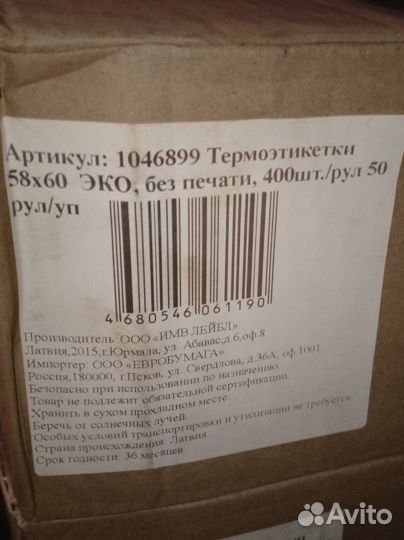 Артикул: 1046899 Термоэтикетки
58х60 ЭКО, без печати, 400шт./рул 50
рул/уп
4 680546 061190
Производитель: ООО «ИМВ ЛЕЙБЛ»
Латвия,2015,г.Юрмала, ул. Абавас,д.6,оф.8
Импортер: ООО «ЕВРОБУМАГА»
Россия,180000, г.Псков, ул. Свердлова, д.36А, оф.1001
Безопасно при использовании по назначению.
Товар не подлежит обязательной сертификации.
Хранить в сухом прохладном месте.
Беречь от солнечных лучей.
Особых условий транспортировки и утилизации не требуется.
Страна происхождения: Латвия
Срок годности: 36 месяцев.
Avito